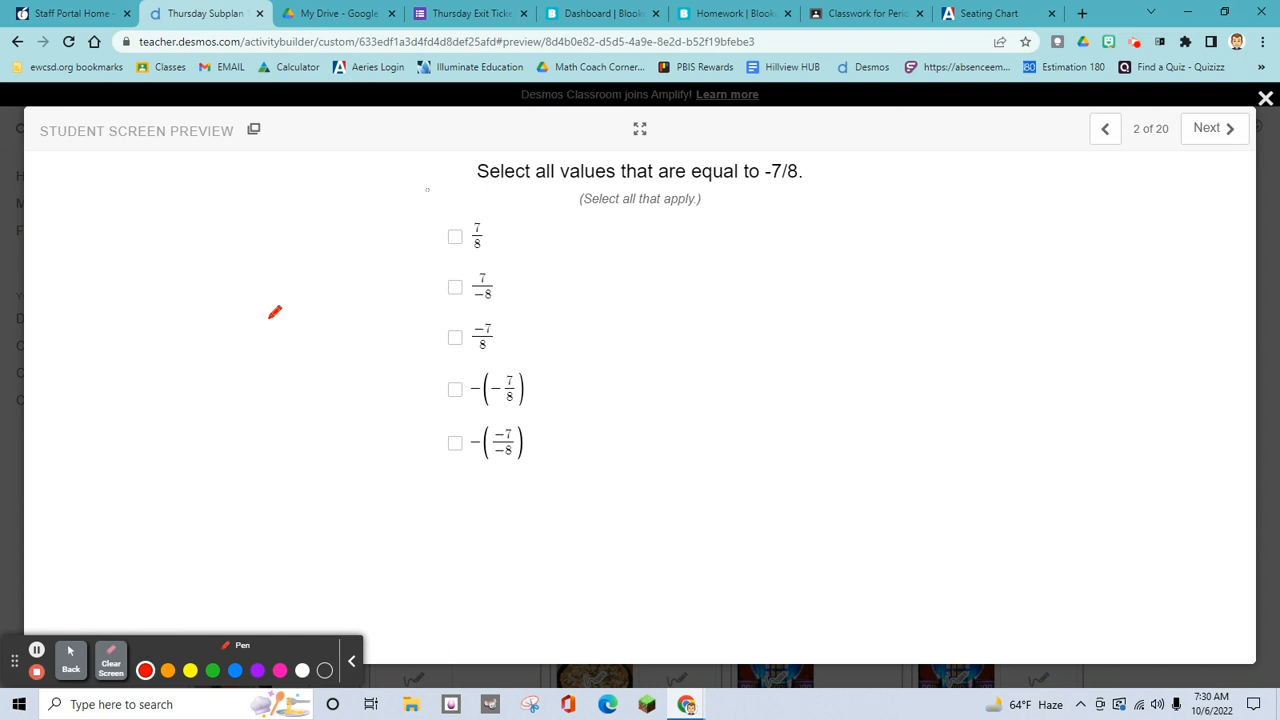 Staff Portal Home -
Thursday Subplan
My Drive - Google
Thursday Exit Ticke
Dashboard | Blook
Homework | Blook
Classwork for Peric
Seating Chart
teacher.desmos.com/activitybuilder/custom/633edf1a3d4fd4d8def25afd#preview/8d4b0e82-d5d5-4a9e-8e2d-b52f19bfebe3
ewcsd.org bookmarks
Classes
EMAIL
Calculator
Aeries Login
Illuminate Education
Math Coach Corner...
PBIS Rewards
Hillview HUB
Desmos
https://absenceem...
80 Estimation 180
Find a Quiz - Quizizz
»
Desmos Classroom joins Amplify! Learn more
STUDENT SCREEN PREVIEW
2 of 20
Next
Select all values that are equal to -7/8.
(Select all that apply.)
7/8
7/−8
−7/8
−(−7/8)
−(−7/−8)
Pen
Back
Clear Screen
Type here to search
64°F Haze
7:30 AM
10/6/2022